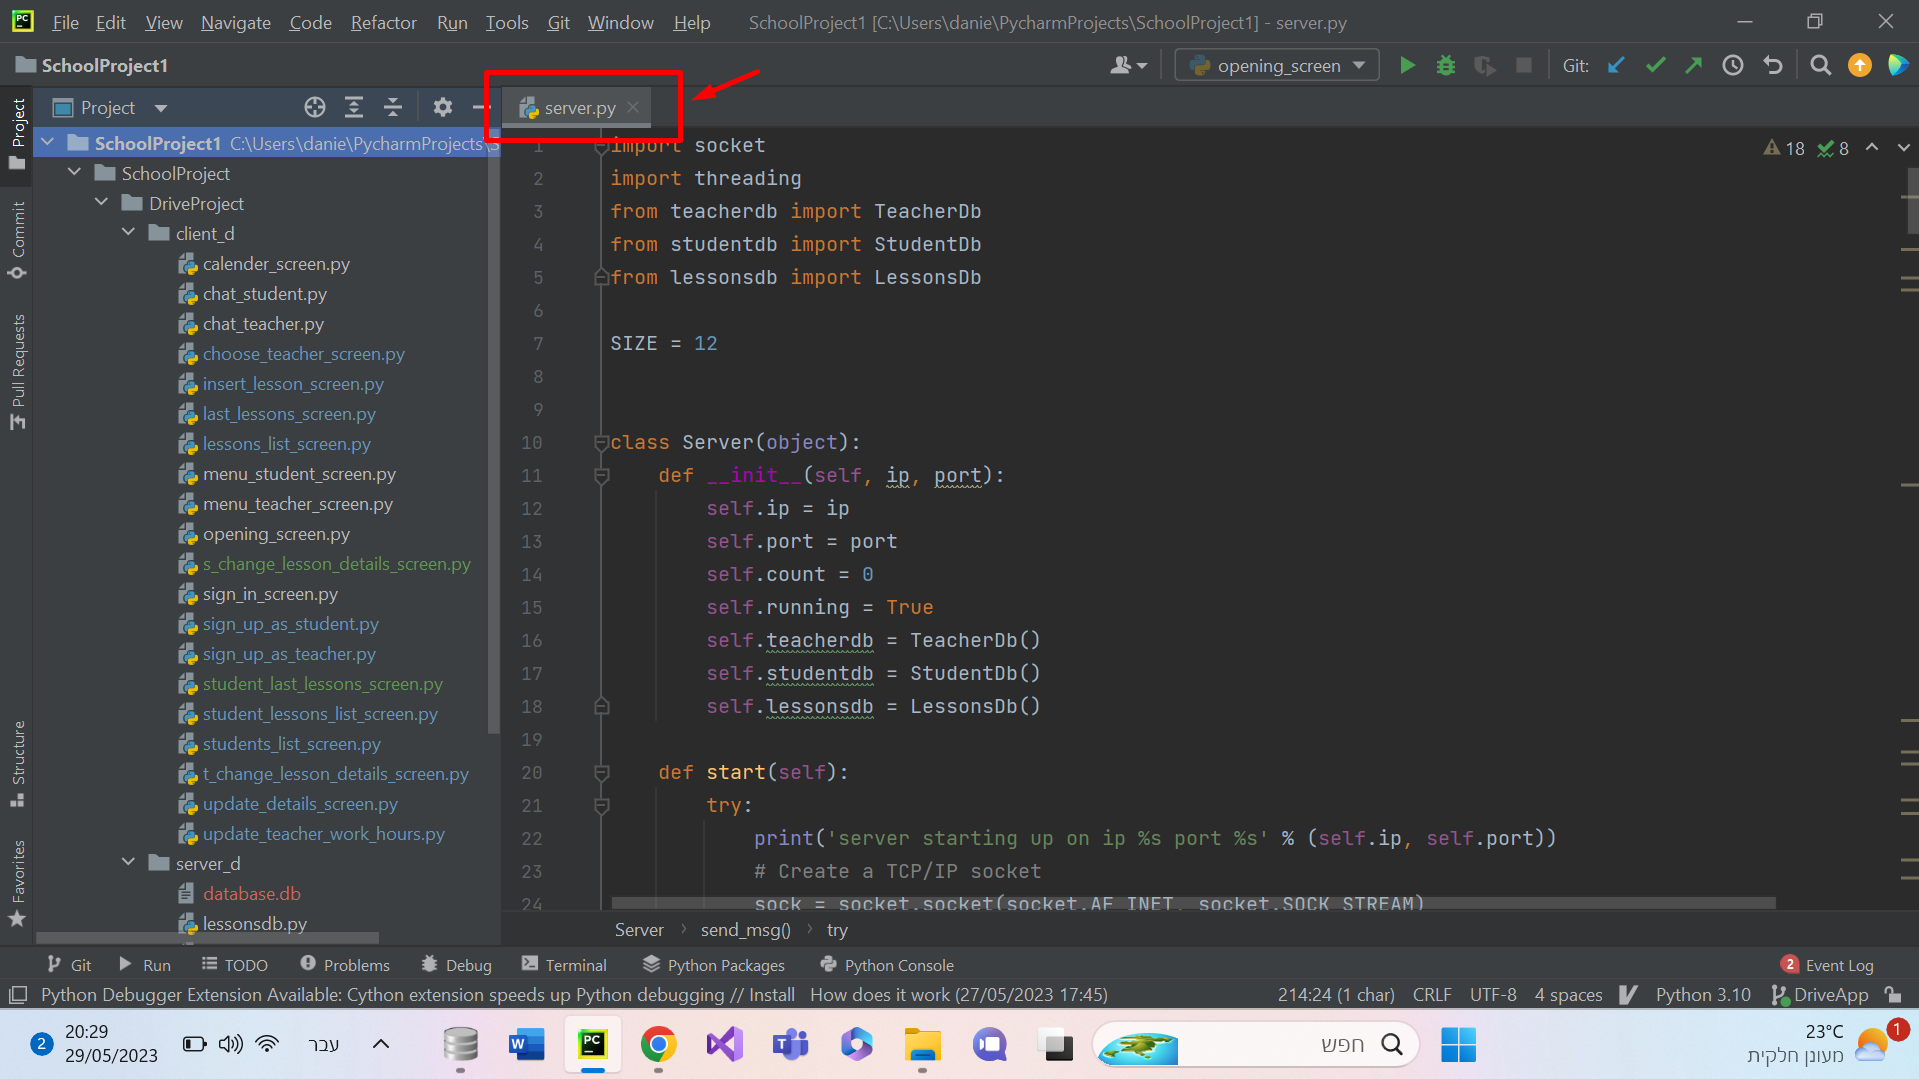 File Edit View Navigate Code Refactor Run Tools Git Window Help SchoolProject1 [C:\Users\danie\PycharmProjects\SchoolProject1] - server.py
SchoolProject1
opening_screen
Git:
Project
server.py
SchoolProject1 C:\Users\danie\PycharmProjects\S
SchoolProject
DriveProject
client_d
calender_screen.py
chat_student.py
chat_teacher.py
choose_teacher_screen.py
insert_lesson_screen.py
last_lessons_screen.py
lessons_list_screen.py
menu_student_screen.py
menu_teacher_screen.py
opening_screen.py
s_change_lesson_details_screen.py
sign_in_screen.py
sign_up_as_student.py
sign_up_as_teacher.py
student_last_lessons_screen.py
student_lessons_list_screen.py
students_list_screen.py
t_change_lesson_details_screen.py
update_details_screen.py
update_teacher_work_hours.py
server_d
database.db
lessonsdb.py
Project
Commit
Pull Requests
Structure
Favorites
18 8
1 import socket
2 import threading
3 from teacherdb import TeacherDb
4 from studentdb import StudentDb
5 from lessonsdb import LessonsDb
6
7 SIZE = 12
8
9
10 class Server(object):
11 def __init__(self, ip, port):
12 self.ip = ip
13 self.port = port
14 self.count = 0
15 self.running = True
16 self.teacherdb = TeacherDb()
17 self.studentdb = StudentDb()
18 self.lessonsdb = LessonsDb()
19
20 def start(self):
21 try:
22 print('server starting up on ip %s port %s' % (self.ip, self.port))
23 # Create a TCP/IP socket
24 sock = socket.socket(socket.AF_INET, socket.SOCK_STREAM)
Server › send_msg() › try
Git Run TODO Problems Debug Terminal Python Packages Python Console 2 Event Log
Python Debugger Extension Available: Cython extension speeds up Python debugging // Install How does it work (27/05/2023 17:45) 214:24 (1 char) CRLF UTF-8 4 spaces Python 3.10 DriveApp
2 20:29
29/05/2023
עבר
חפש
23°C
מעונן חלקית
1